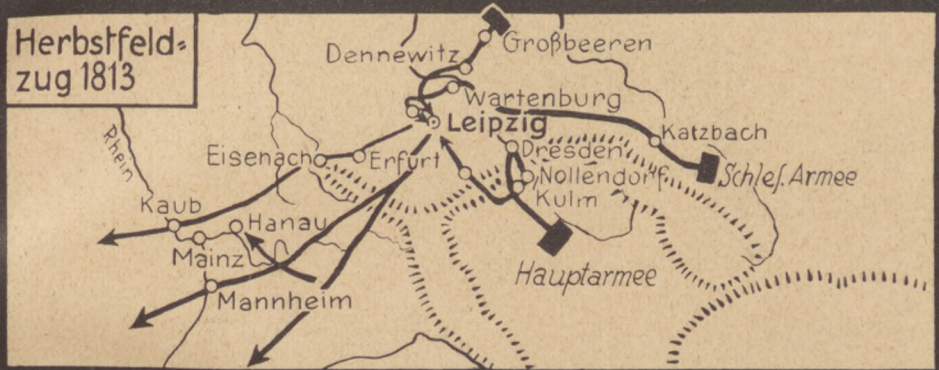 Herbstfeld=
zug 1813
Großbeeren
Dennewitz
Wartenburg
Leipzig
Katzbach
Rhein
Eisenach
Erfurt
Dresden
Nollendorf
Schles. Armee
Kulm
Kaub
Hanau
Mainz
Hauptarmee
Mannheim